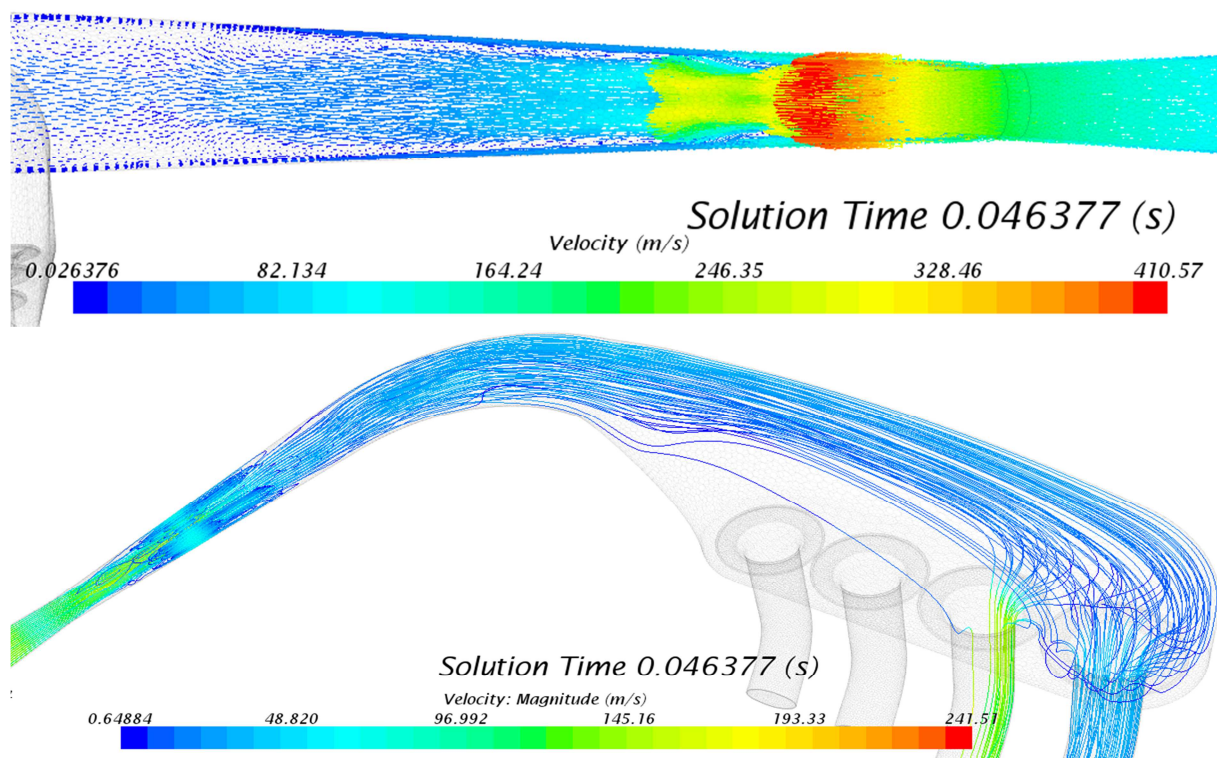 Solution Time 0.046377 (s)
Velocity (m/s)
0.026376 82.134 164.24 246.35 328.46 410.57
Solution Time 0.046377 (s)
Velocity: Magnitude (m/s)
0.64884 48.820 96.992 145.16 193.33 241.51